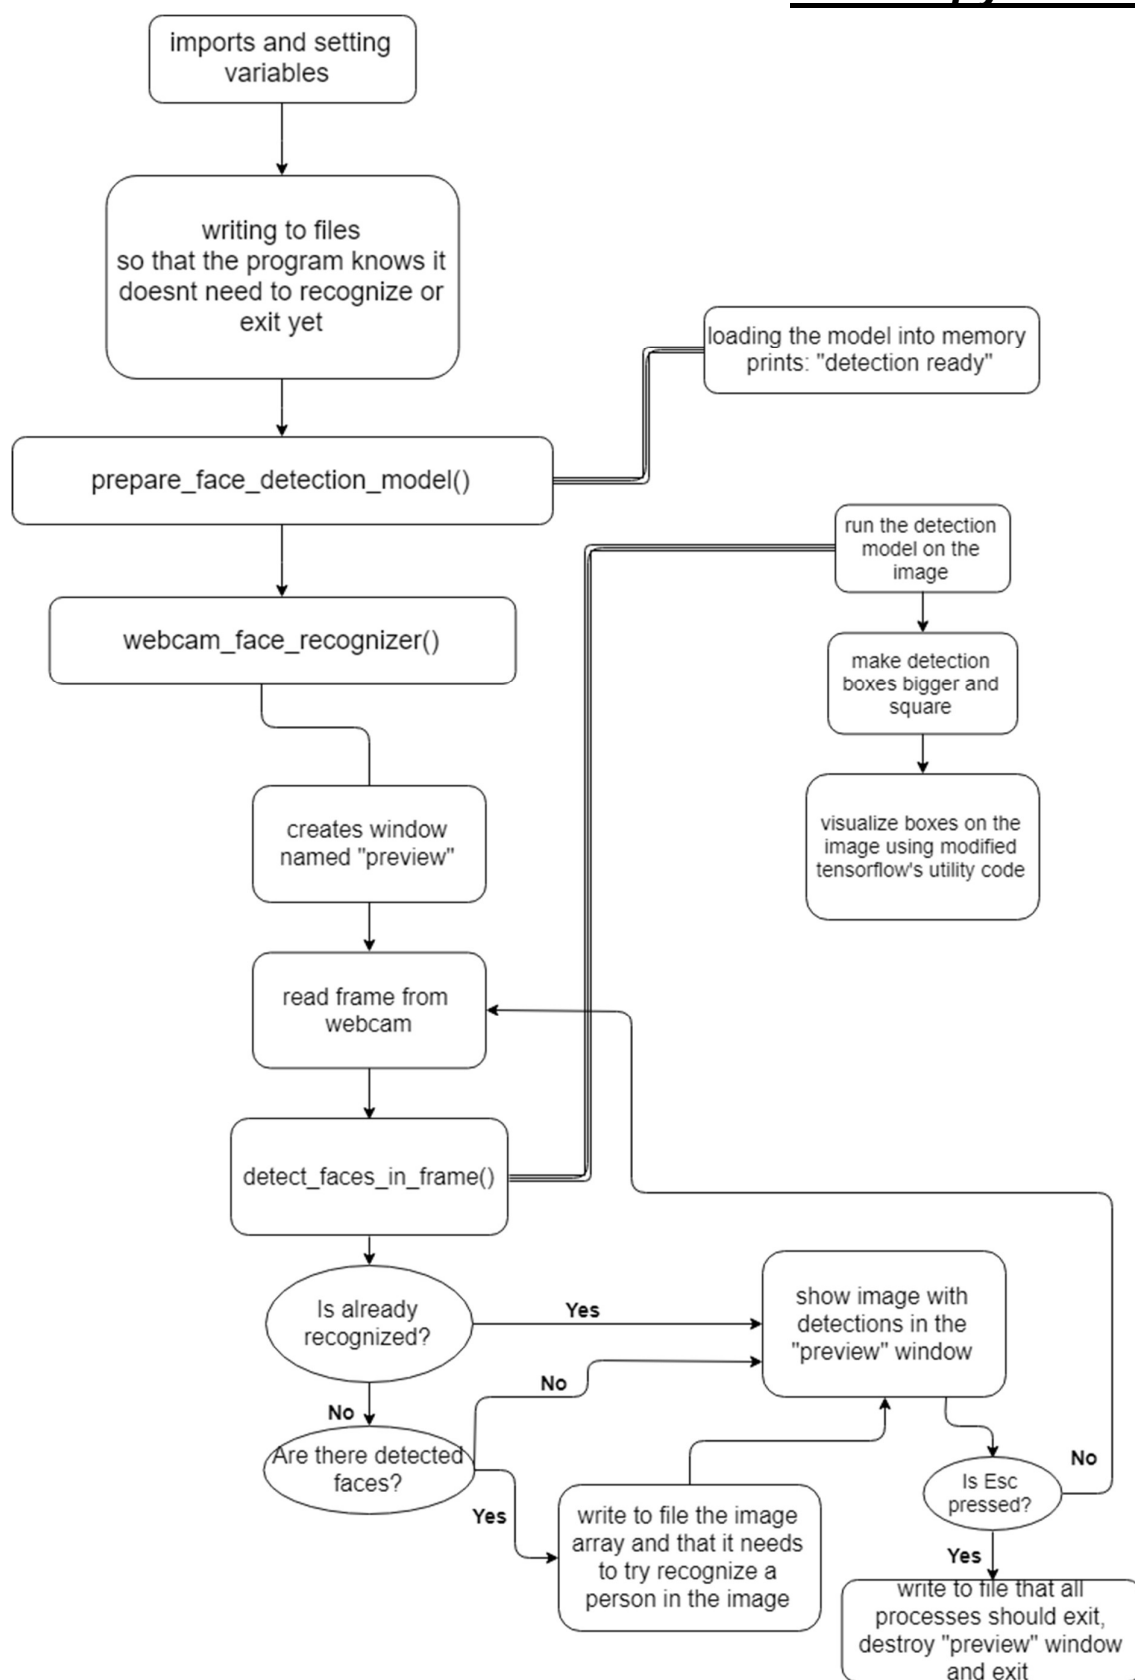 imports and setting
variables
writing to files
so that the program knows it
doesnt need to recognize or
exit yet
loading the model into memory
prints: "detection ready"
prepare_face_detection_model()
run the detection
model on the
image
webcam_face_recognizer()
make detection
boxes bigger and
square
creates window
named "preview"
visualize boxes on the
image using modified
tensorflow's utility code
read frame from
webcam
detect_faces_in_frame()
Is already
recognized?
Yes
show image with
detections in the
"preview" window
No
No
Are there detected
faces?
Yes
write to file the image
array and that it needs
to try recognize a
person in the image
Is Esc
pressed?
No
Yes
write to file that all
processes should exit,
destroy "preview" window
and exit